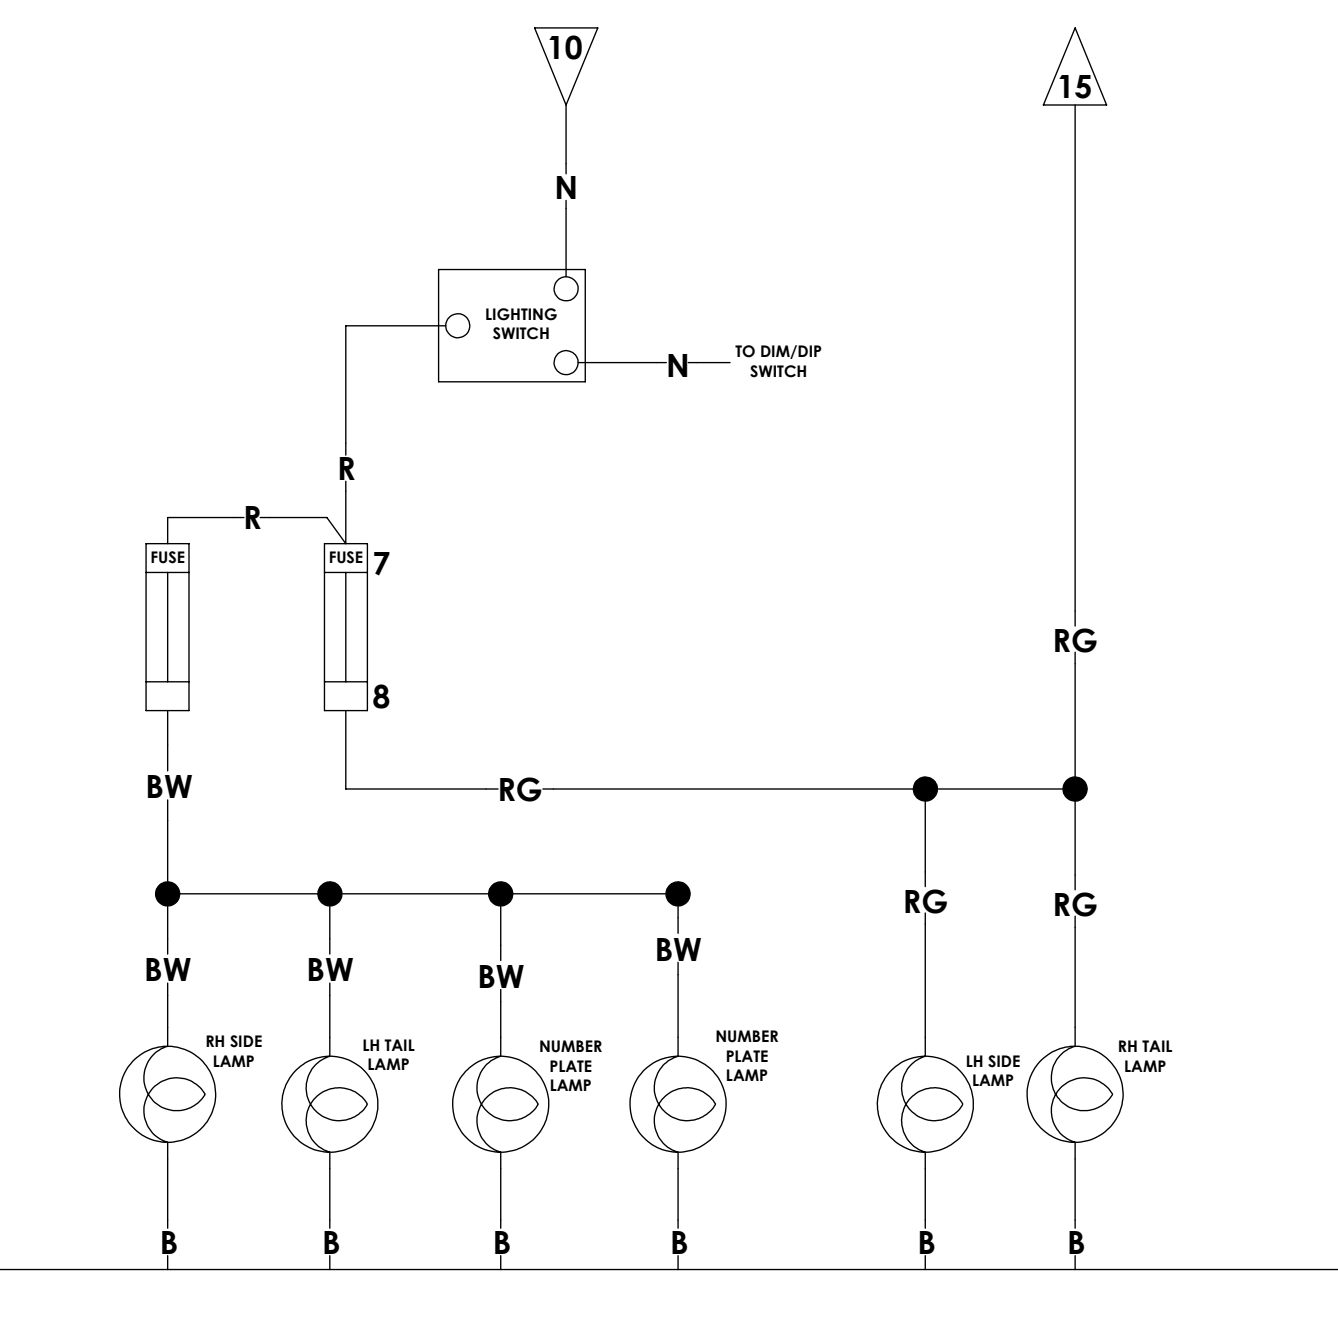 10
15
N
LIGHTING
SWITCH
N
TO DIM/DIP
SWITCH
R
R
FUSE
FUSE
7
8
RG
BW
RG
BW
BW
BW
BW
RG
RG
RH SIDE
LAMP
LH TAIL
LAMP
NUMBER
PLATE
LAMP
NUMBER
PLATE
LAMP
LH SIDE
LAMP
RH TAIL
LAMP
B
B
B
B
B
B